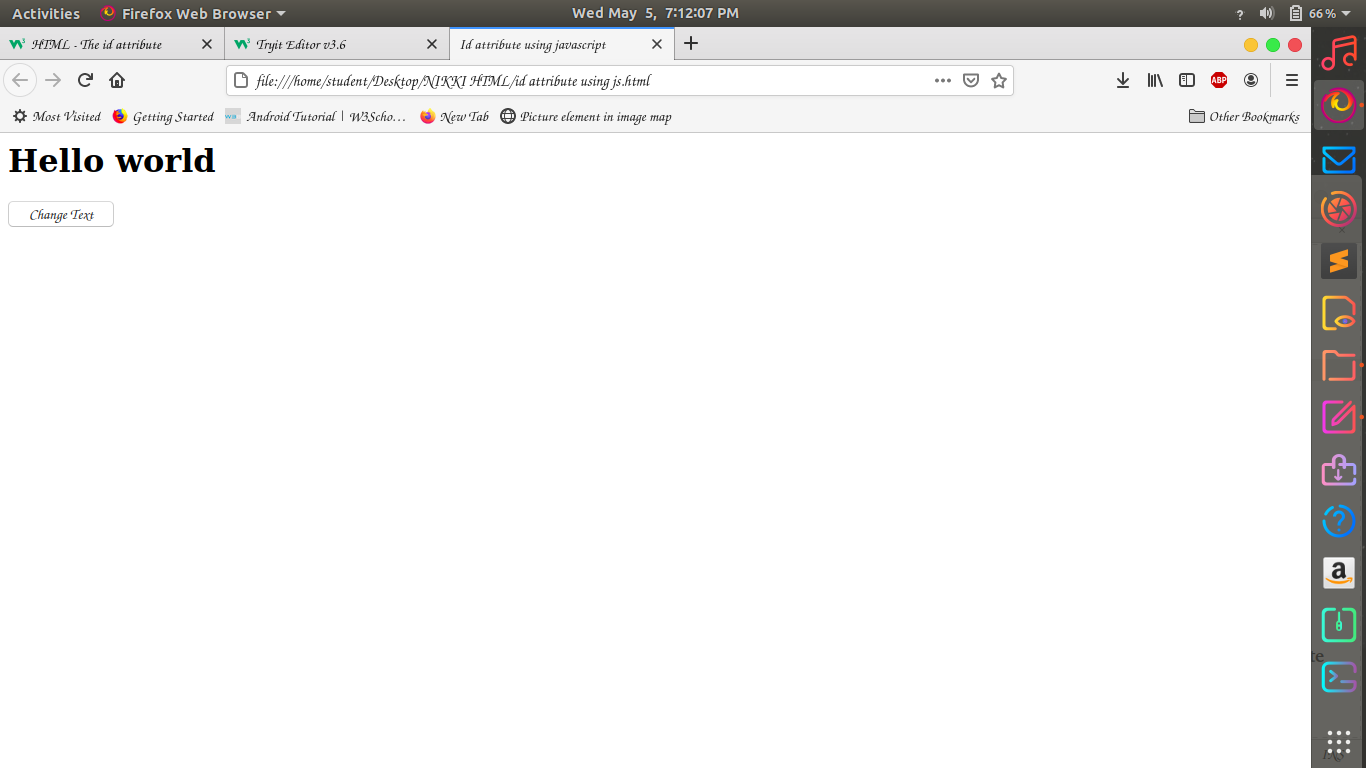 Activities Firefox Web Browser Wed May 5, 7:12:07 PM ? 66%
HTML - The id attribute Tryit Editor v3.6 Id attribute using javascript
file:///home/student/Desktop/NIKKI HTML/id attribute using js.html ABP
Most Visited Getting Started Android Tutorial | W3Scho… New Tab Picture element in image map Other Bookmarks
Hello world
Change Text